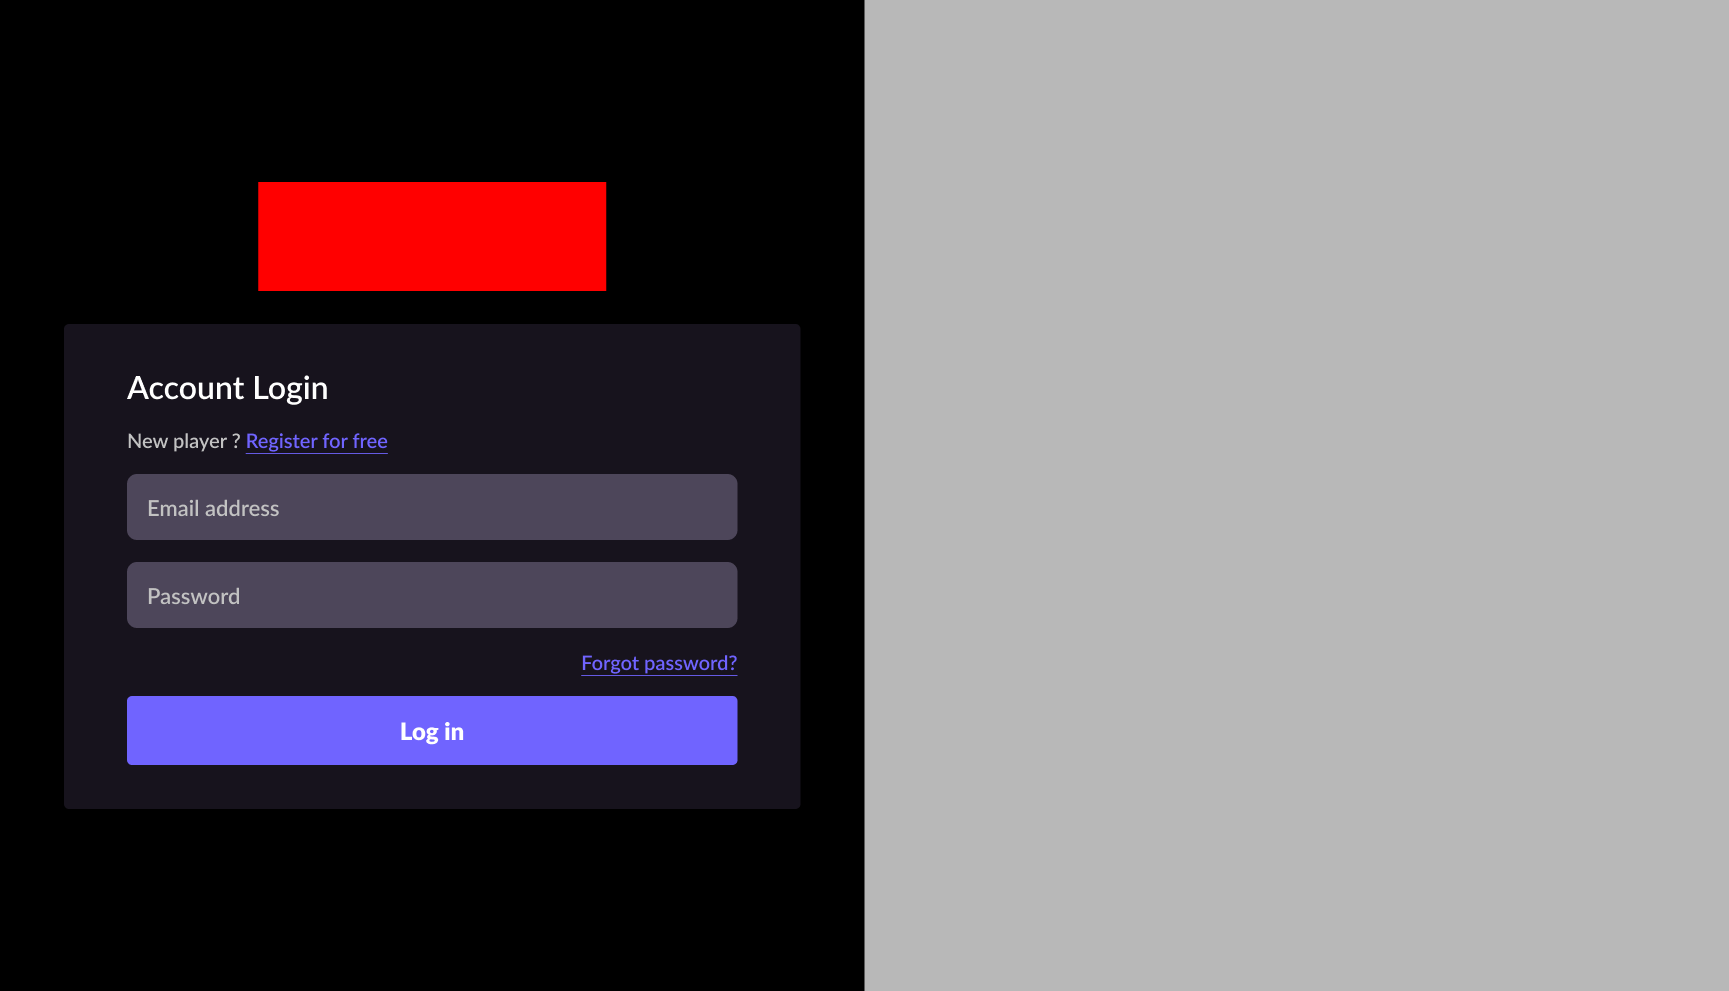 Account Login
New player ? Register for free
Email address
Password
Forgot password?
Log in